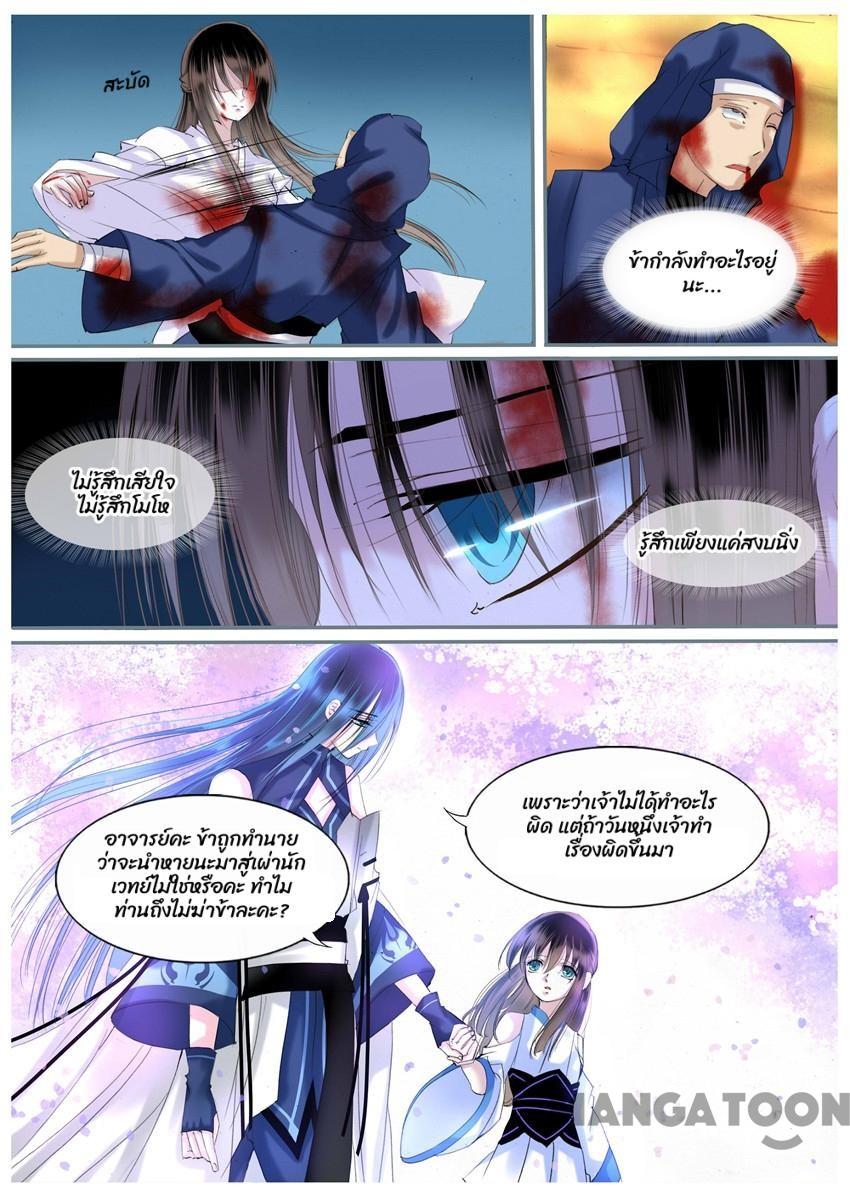 สะบัด
ข้ากำลังทำอะไรอยู่
นะ...
ไม่รู้สึกเสียใจ
ไม่รู้สึกโมโห
รู้สึกเพียงแค่สงบนิ่ง
อาจารย์คะ ข้าถูกทำนาย
ว่าจะนำหายนะมาสู่เผ่านัก
เวทย์ไม่ใช่หรือคะ ทำไม
ท่านถึงไม่ฆ่าข้าละคะ?
เพราะว่าเจ้าไม่ได้ทำอะไร
ผิด แต่ถ้าวันหนึ่งเจ้าทำ
เรื่องผิดขึ้นมา
MANGATOON